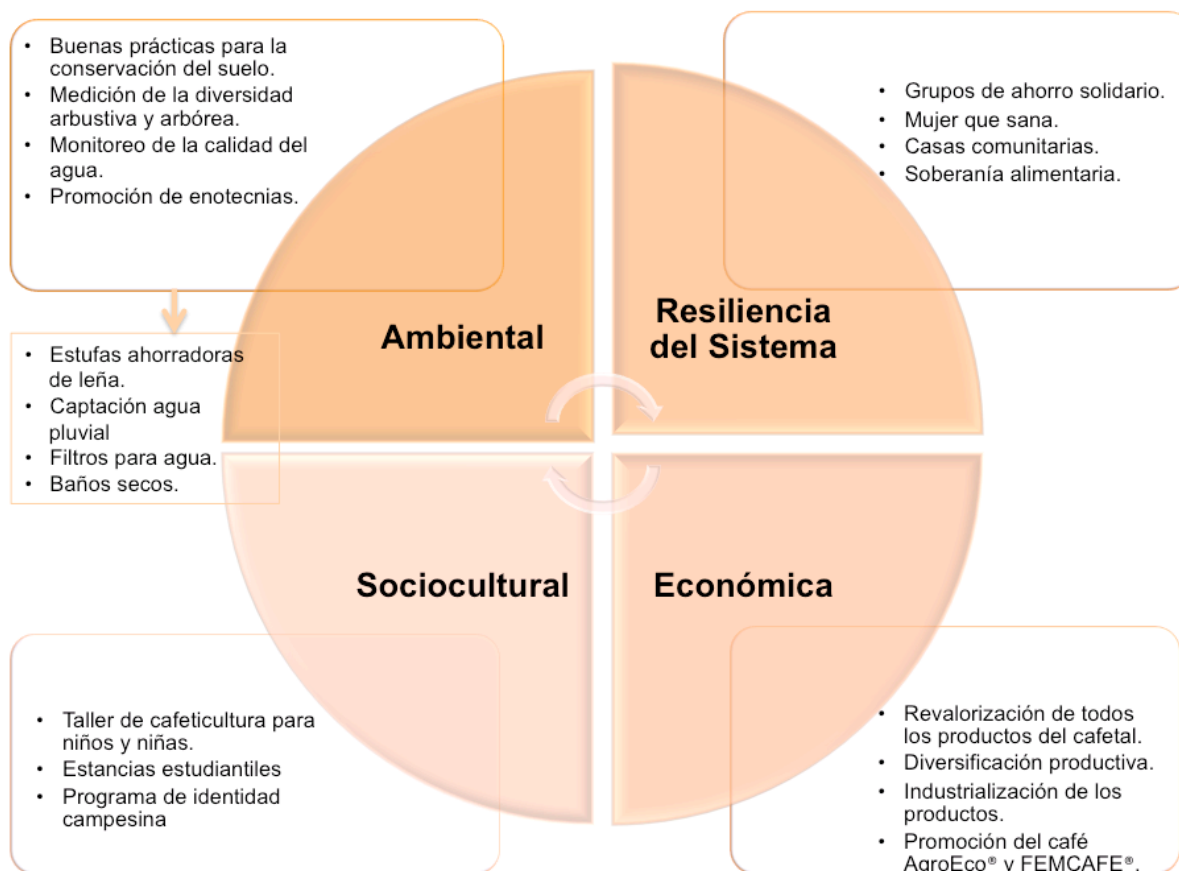 • Buenas prácticas para la
conservación del suelo.
• Medición de la diversidad
arbustiva y arbórea.
• Monitoreo de la calidad del
agua.
• Promoción de enotecnias.
• Estufas ahorradoras
de leña.
• Captación agua
pluvial
• Filtros para agua.
• Baños secos.
Ambiental
Resiliencia
del Sistema
• Grupos de ahorro solidario.
• Mujer que sana.
• Casas comunitarias.
• Soberanía alimentaria.
Sociocultural
• Taller de cafeticultura para
niños y niñas.
• Estancias estudiantiles
• Programa de identidad
campesina
Económica
• Revalorización de todos
los productos del cafetal.
• Diversificación productiva.
• Industrialización de los
productos.
• Promoción del café
AgroEco® y FEMCAFE®.